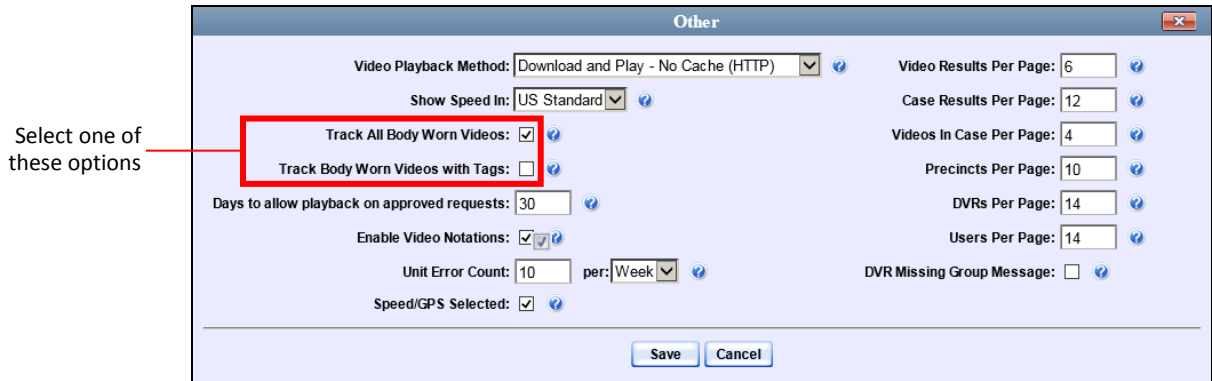 Other
Select one of
these options
Video Playback Method: Download and Play - No Cache (HTTP)
Show Speed In: US Standard
Track All Body Worn Videos:
Track Body Worn Videos with Tags:
Days to allow playback on approved requests: 30
Enable Video Notations:
Unit Error Count: 10 per: Week
Speed/GPS Selected:
Video Results Per Page: 6
Case Results Per Page: 12
Videos In Case Per Page: 4
Precincts Per Page: 10
DVRs Per Page: 14
Users Per Page: 14
DVR Missing Group Message:
Save Cancel